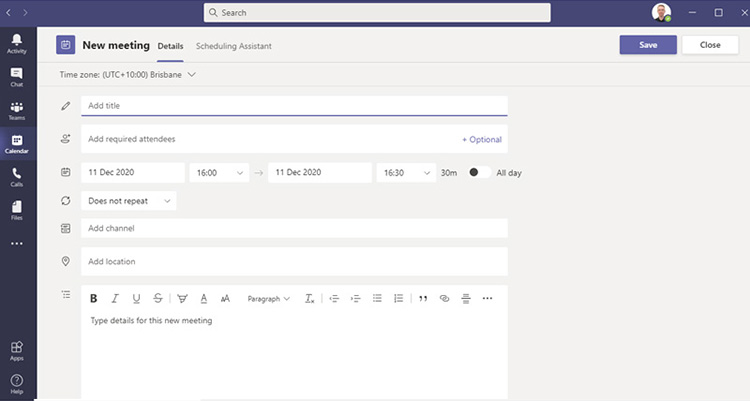 Search
Activity
Chat
Teams
Calendar
Calls
Files
Apps
Help
New meeting Details Scheduling Assistant Save Close
Time zone: (UTC+10:00) Brisbane
Add title
Add required attendees + Optional
11 Dec 2020 16:00 → 11 Dec 2020 16:30 30m All day
Does not repeat
Add channel
Add location
B I U S A AA Paragraph Tx
Type details for this new meeting